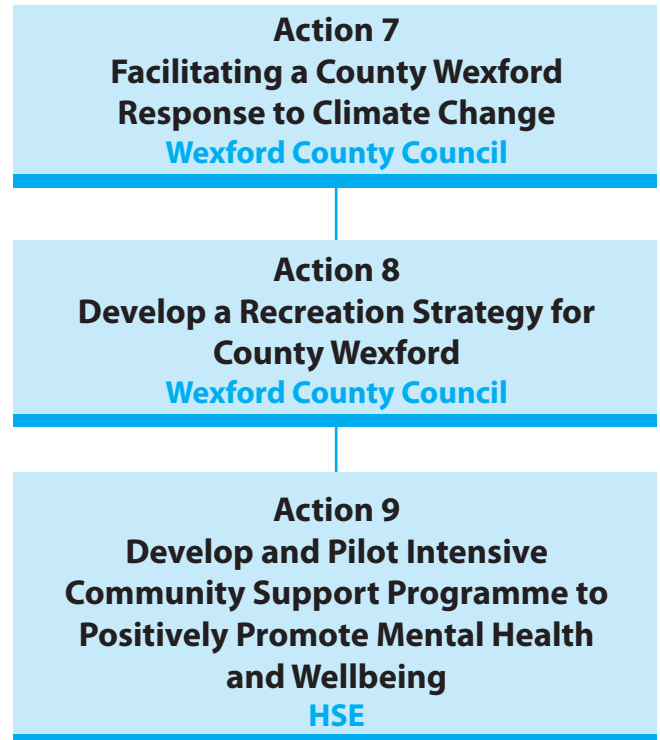 Action 7
Facilitating a County Wexford
Response to Climate Change
Wexford County Council
Action 8
Develop a Recreation Strategy for
County Wexford
Wexford County Council
Action 9
Develop and Pilot Intensive
Community Support Programme to
Positively Promote Mental Health
and Wellbeing
HSE